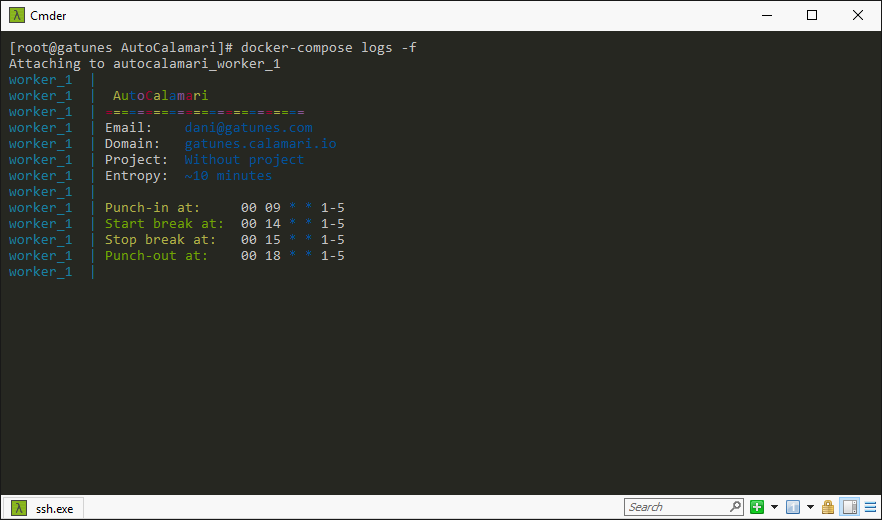 Cmder
[root@gatunes AutoCalamari]# docker-compose logs -f
Attaching to autocalamari_worker_1
worker_1  |
worker_1  |  AutoCalamari
worker_1  | =========================
worker_1  | Email:    dani@gatunes.com
worker_1  | Domain:   gatunes.calamari.io
worker_1  | Project:  Without project
worker_1  | Entropy:  ~10 minutes
worker_1  |
worker_1  | Punch-in at:     00 09 * * 1-5
worker_1  | Start break at:  00 14 * * 1-5
worker_1  | Stop break at:   00 15 * * 1-5
worker_1  | Punch-out at:    00 18 * * 1-5
worker_1  |
λ ssh.exe
Search